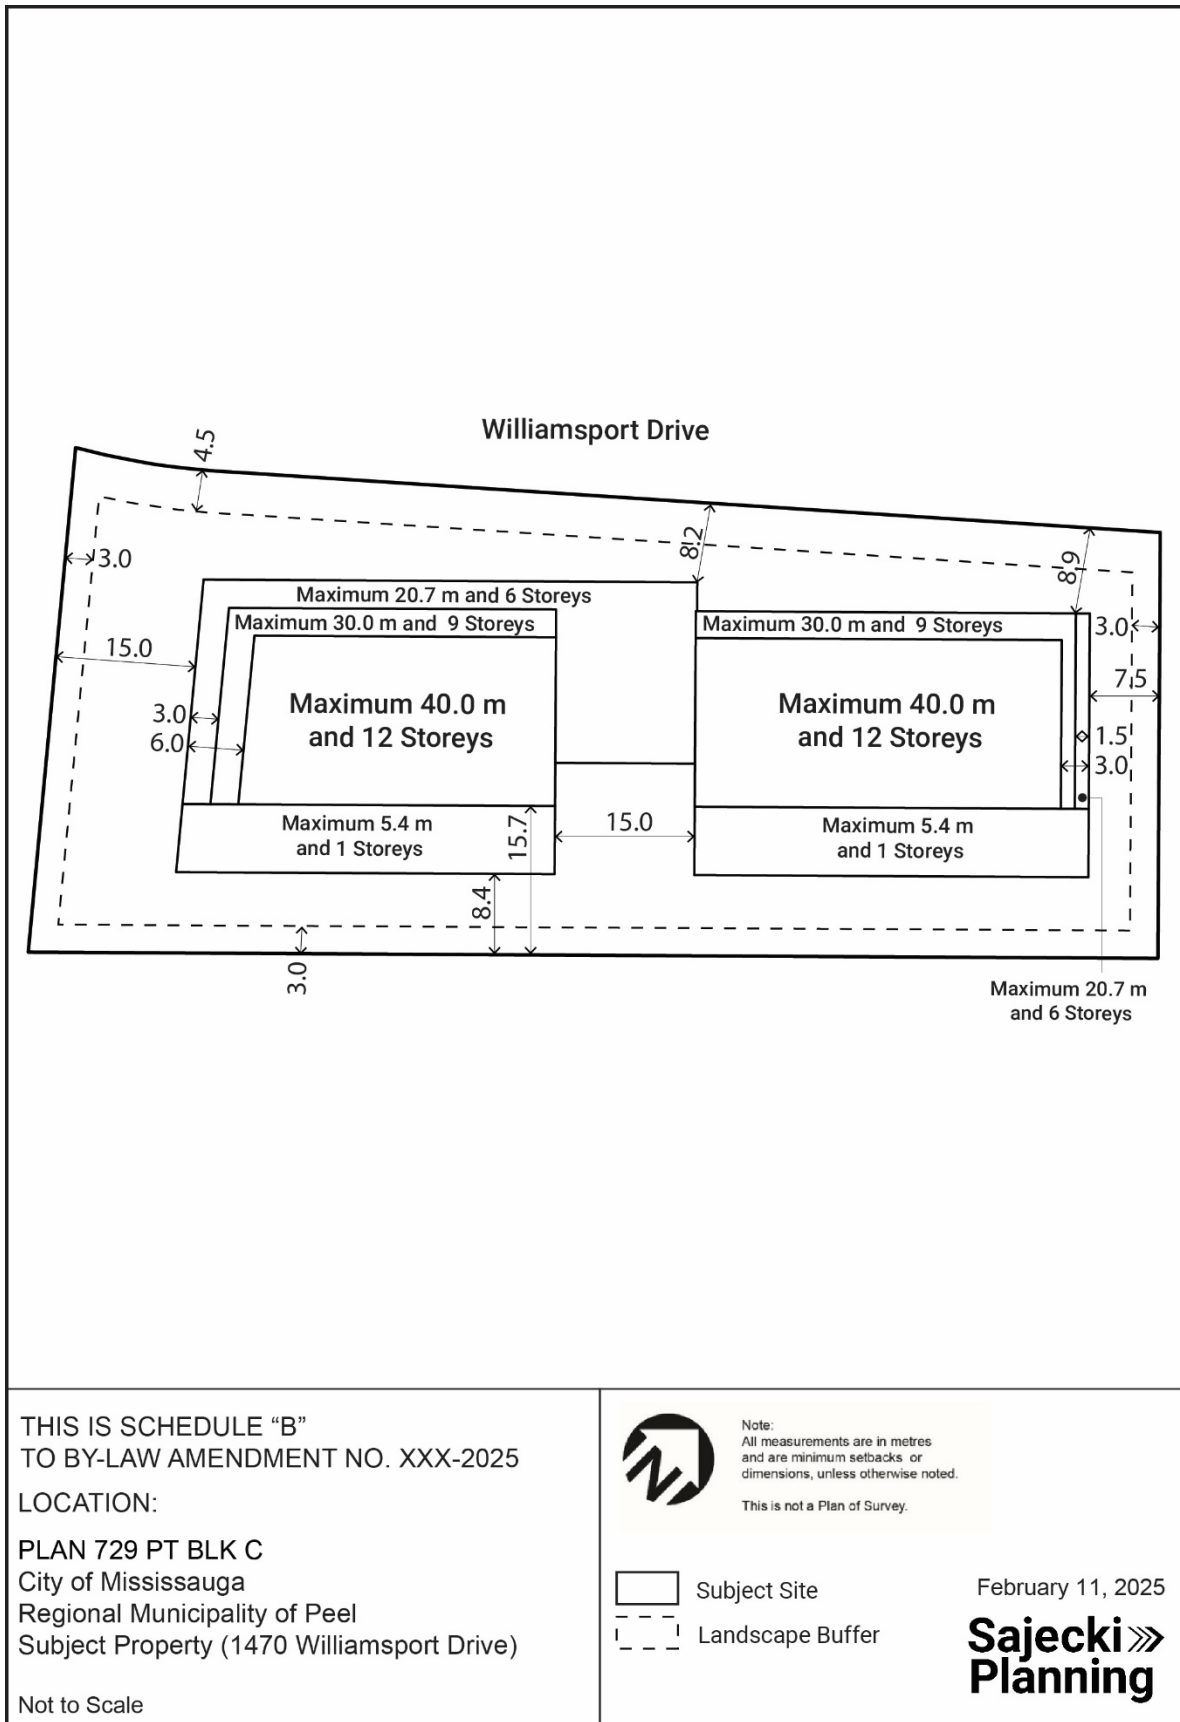 Williamsport Drive
4.5
8.2
8.9
3.0
15.0
Maximum 20.7 m and 6 Storeys
Maximum 30.0 m and 9 Storeys
Maximum 30.0 m and 9 Storeys
3.0
7.5
Maximum 40.0 m
and 12 Storeys
Maximum 40.0 m
and 12 Storeys
3.0
6.0
1.5
3.0
Maximum 5.4 m
and 1 Storeys
15.7
15.0
Maximum 5.4 m
and 1 Storeys
8.4
3.0
Maximum 20.7 m
and 6 Storeys
THIS IS SCHEDULE “B”
TO BY-LAW AMENDMENT NO. XXX-2025
LOCATION:
PLAN 729 PT BLK C
City of Mississauga
Regional Municipality of Peel
Subject Property (1470 Williamsport Drive)
Not to Scale
N
Note:
All measurements are in metres
and are minimum setbacks or
dimensions, unless otherwise noted.
This is not a Plan of Survey.
Subject Site
Landscape Buffer
February 11, 2025
Sajecki
Planning